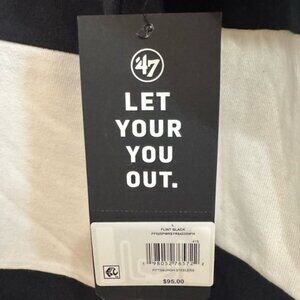 '47
LET
YOUR
YOU
OUT.
L
FLINT BLACK
PITTSBURGH STEELERS
$95.00